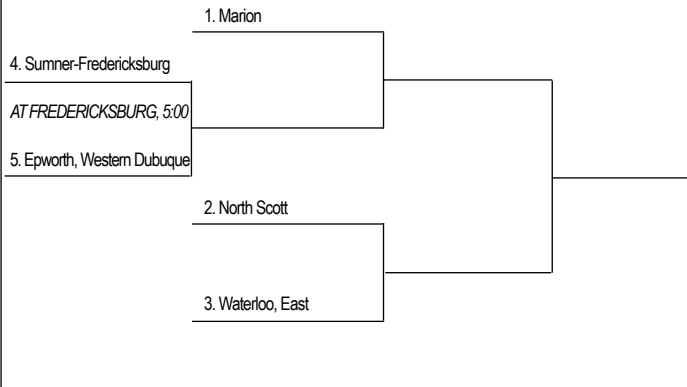 1. Marion
4. Sumner-Fredericksburg
AT FREDERICKSBURG, 5:00
5. Epworth, Western Dubuque
2. North Scott
3. Waterloo, East